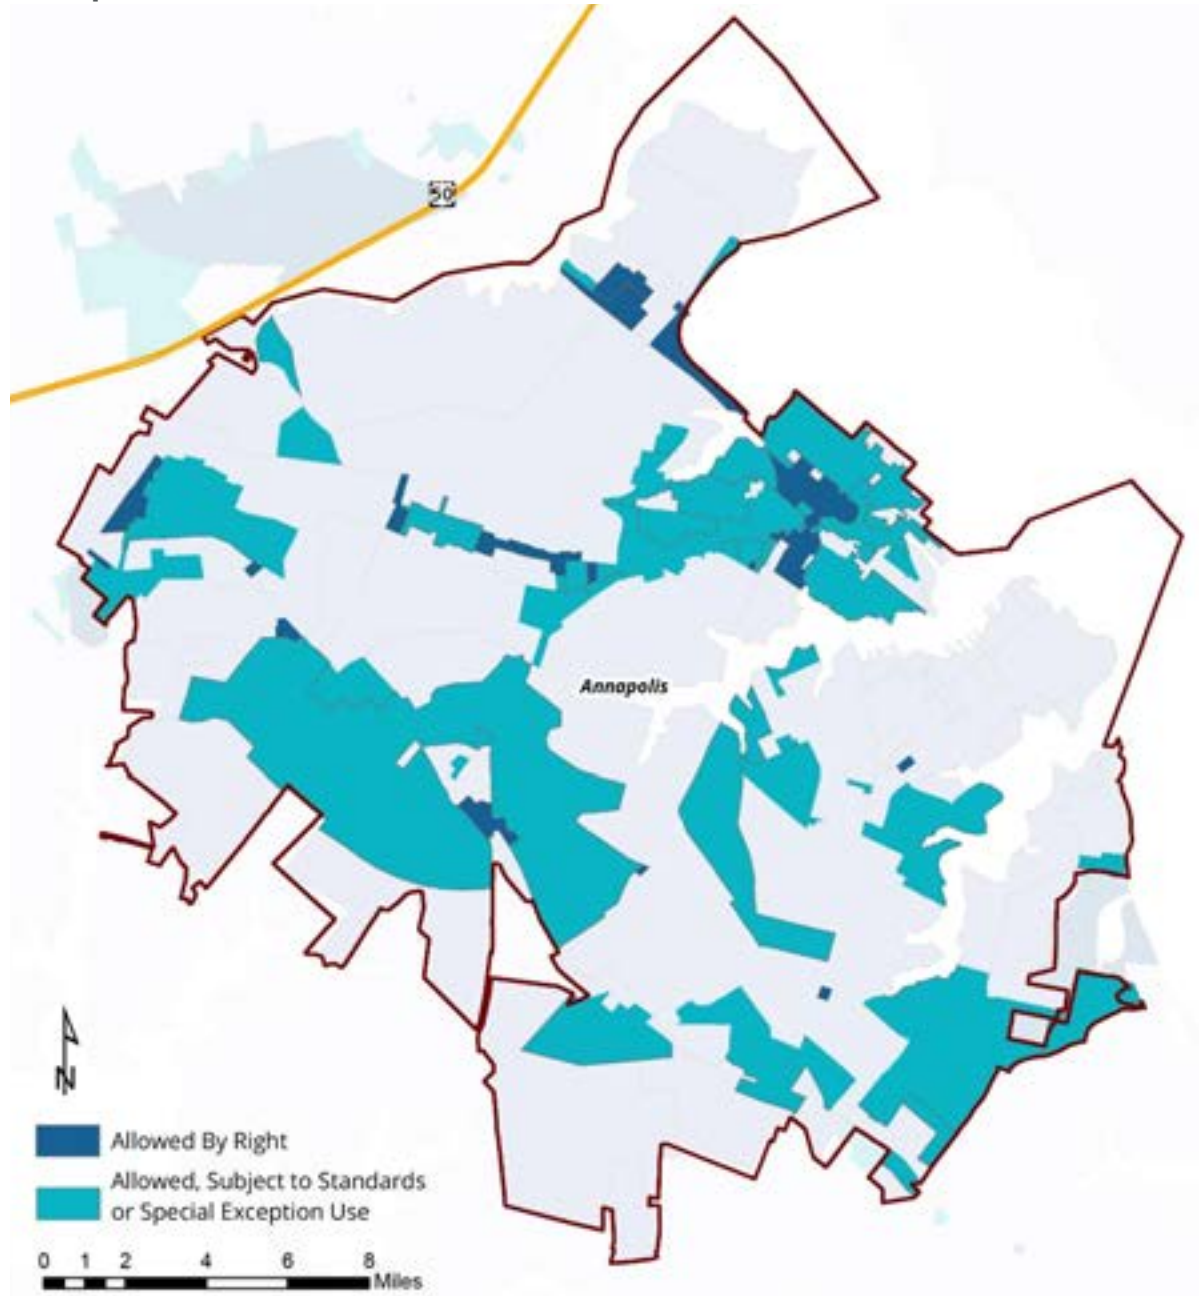 50
Annapolis
N
Allowed By Right
Allowed, Subject to Standards
or Special Exception Use
0 1 2 4 6 8
Miles